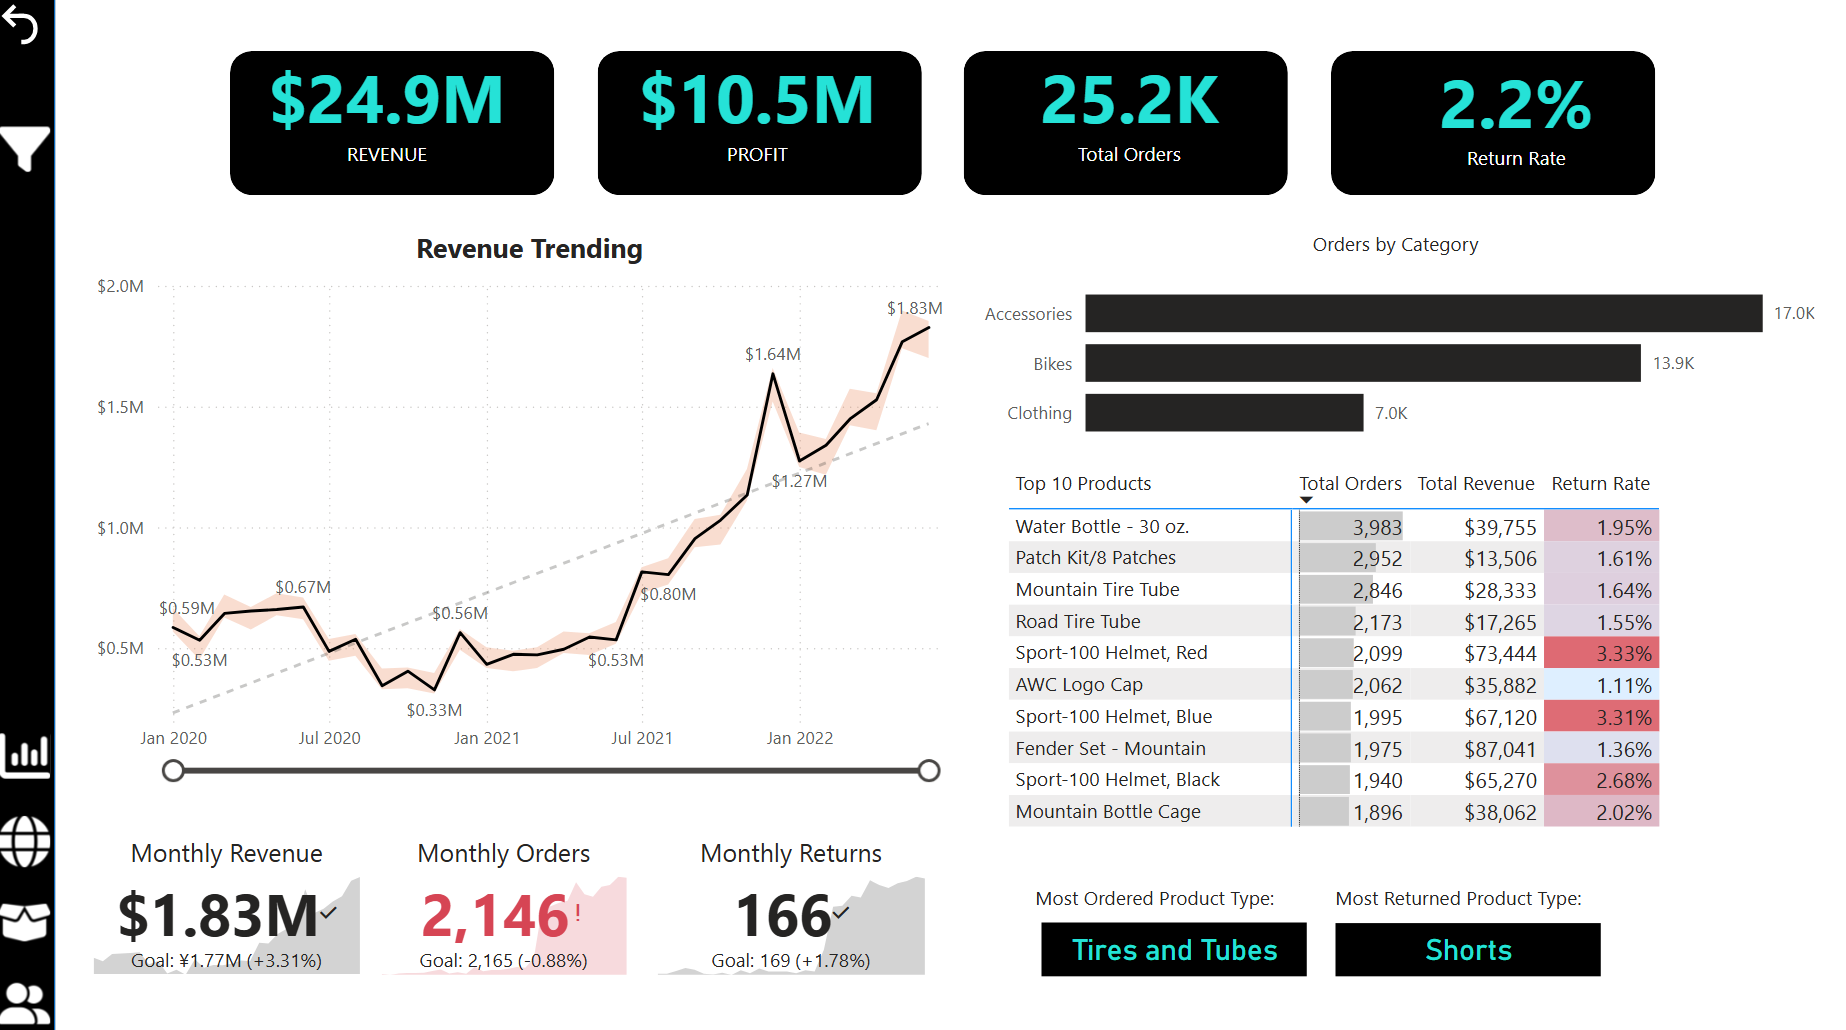 $24.9M
REVENUE
$10.5M
PROFIT
25.2K
Total Orders
2.2%
Return Rate
Revenue Trending
$2.0M
$1.5M
$1.0M
$0.5M
$0.59M
$0.53M
$0.67M
$0.33M
$0.56M
$0.53M
$0.80M
$1.64M
$1.27M
$1.83M
Jan 2020
Jul 2020
Jan 2021
Jul 2021
Jan 2022
Orders by Category
Accessories 17.0K
Bikes 13.9K
Clothing 7.0K
Top 10 Products Total Orders Total Revenue Return Rate
Water Bottle - 30 oz. 3,983 $39,755 1.95%
Patch Kit/8 Patches 2,952 $13,506 1.61%
Mountain Tire Tube 2,846 $28,333 1.64%
Road Tire Tube 2,173 $17,265 1.55%
Sport-100 Helmet, Red 2,099 $73,444 3.33%
AWC Logo Cap 2,062 $35,882 1.11%
Sport-100 Helmet, Blue 1,995 $67,120 3.31%
Fender Set - Mountain 1,975 $87,041 1.36%
Sport-100 Helmet, Black 1,940 $65,270 2.68%
Mountain Bottle Cage 1,896 $38,062 2.02%
Monthly Revenue
$1.83M
Goal: ¥1.77M (+3.31%)
Monthly Orders
2,146!
Goal: 2,165 (-0.88%)
Monthly Returns
166
Goal: 169 (+1.78%)
Most Ordered Product Type:
Tires and Tubes
Most Returned Product Type:
Shorts